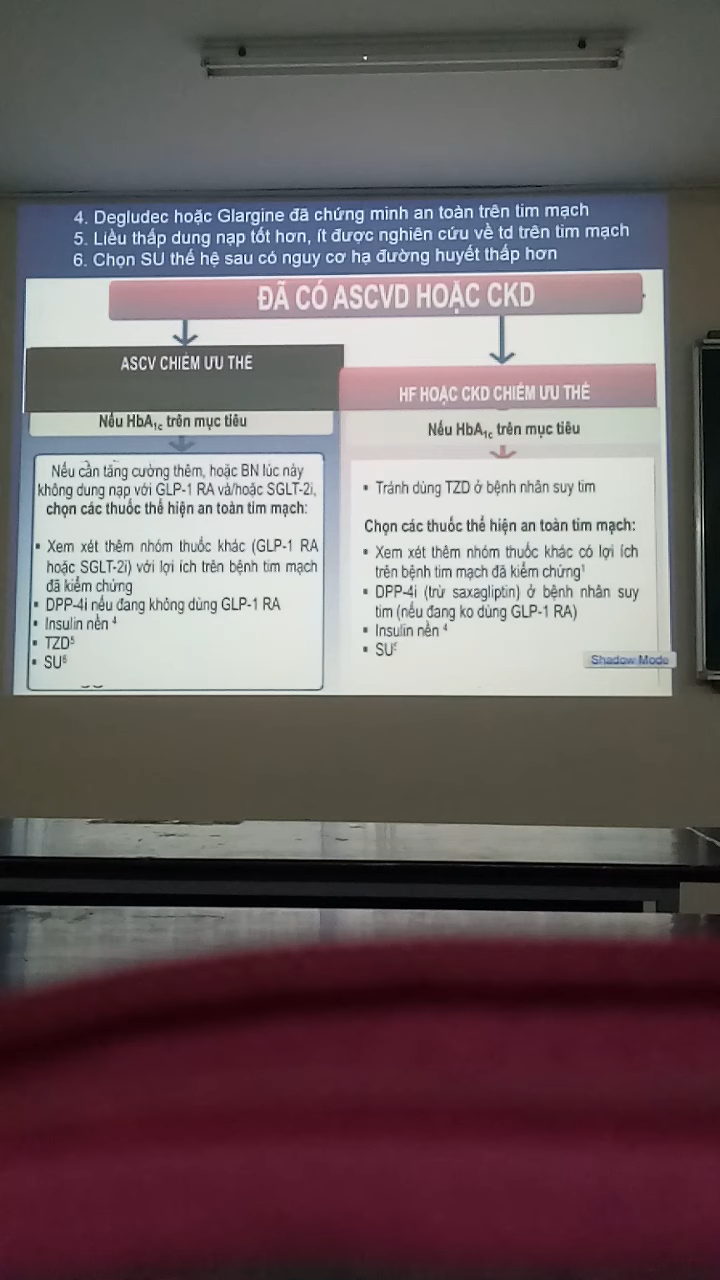 4. Degludec hoặc Glargine đã chứng minh an toàn trên tim mạch
5. Liều thấp dung nạp tốt hơn, ít được nghiên cứu về td trên tim mạch
6. Chọn SU thế hệ sau có nguy cơ hạ đường huyết thấp hơn
ĐÃ CÓ ASCVD HOẶC CKD
ASCV CHIẾM ƯU THẾ
Nếu HbA1c trên mục tiêu
Nếu cần tăng cường thêm, hoặc BN lúc này
không dung nạp với GLP-1 RA và/hoặc SGLT-2i,
chọn các thuốc thể hiện an toàn tim mạch:
▪ Xem xét thêm nhóm thuốc khác (GLP-1 RA
hoặc SGLT-2i) với lợi ích trên bệnh tim mạch
đã kiểm chứng
▪ DPP-4i nếu đang không dùng GLP-1 RA
▪ Insulin nền ⁴
▪ TZD⁵
▪ SU⁶
HF HOẶC CKD CHIẾM ƯU THẾ
Nếu HbA1c trên mục tiêu
▪ Tránh dùng TZD ở bệnh nhân suy tim
Chọn các thuốc thể hiện an toàn tim mạch:
▪ Xem xét thêm nhóm thuốc khác có lợi ích
trên bệnh tim mạch đã kiểm chứng¹
▪ DPP-4i (trừ saxagliptin) ở bệnh nhân suy
tim (nếu đang ko dùng GLP-1 RA)
▪ Insulin nền ⁴
▪ SU
Shadow Mode